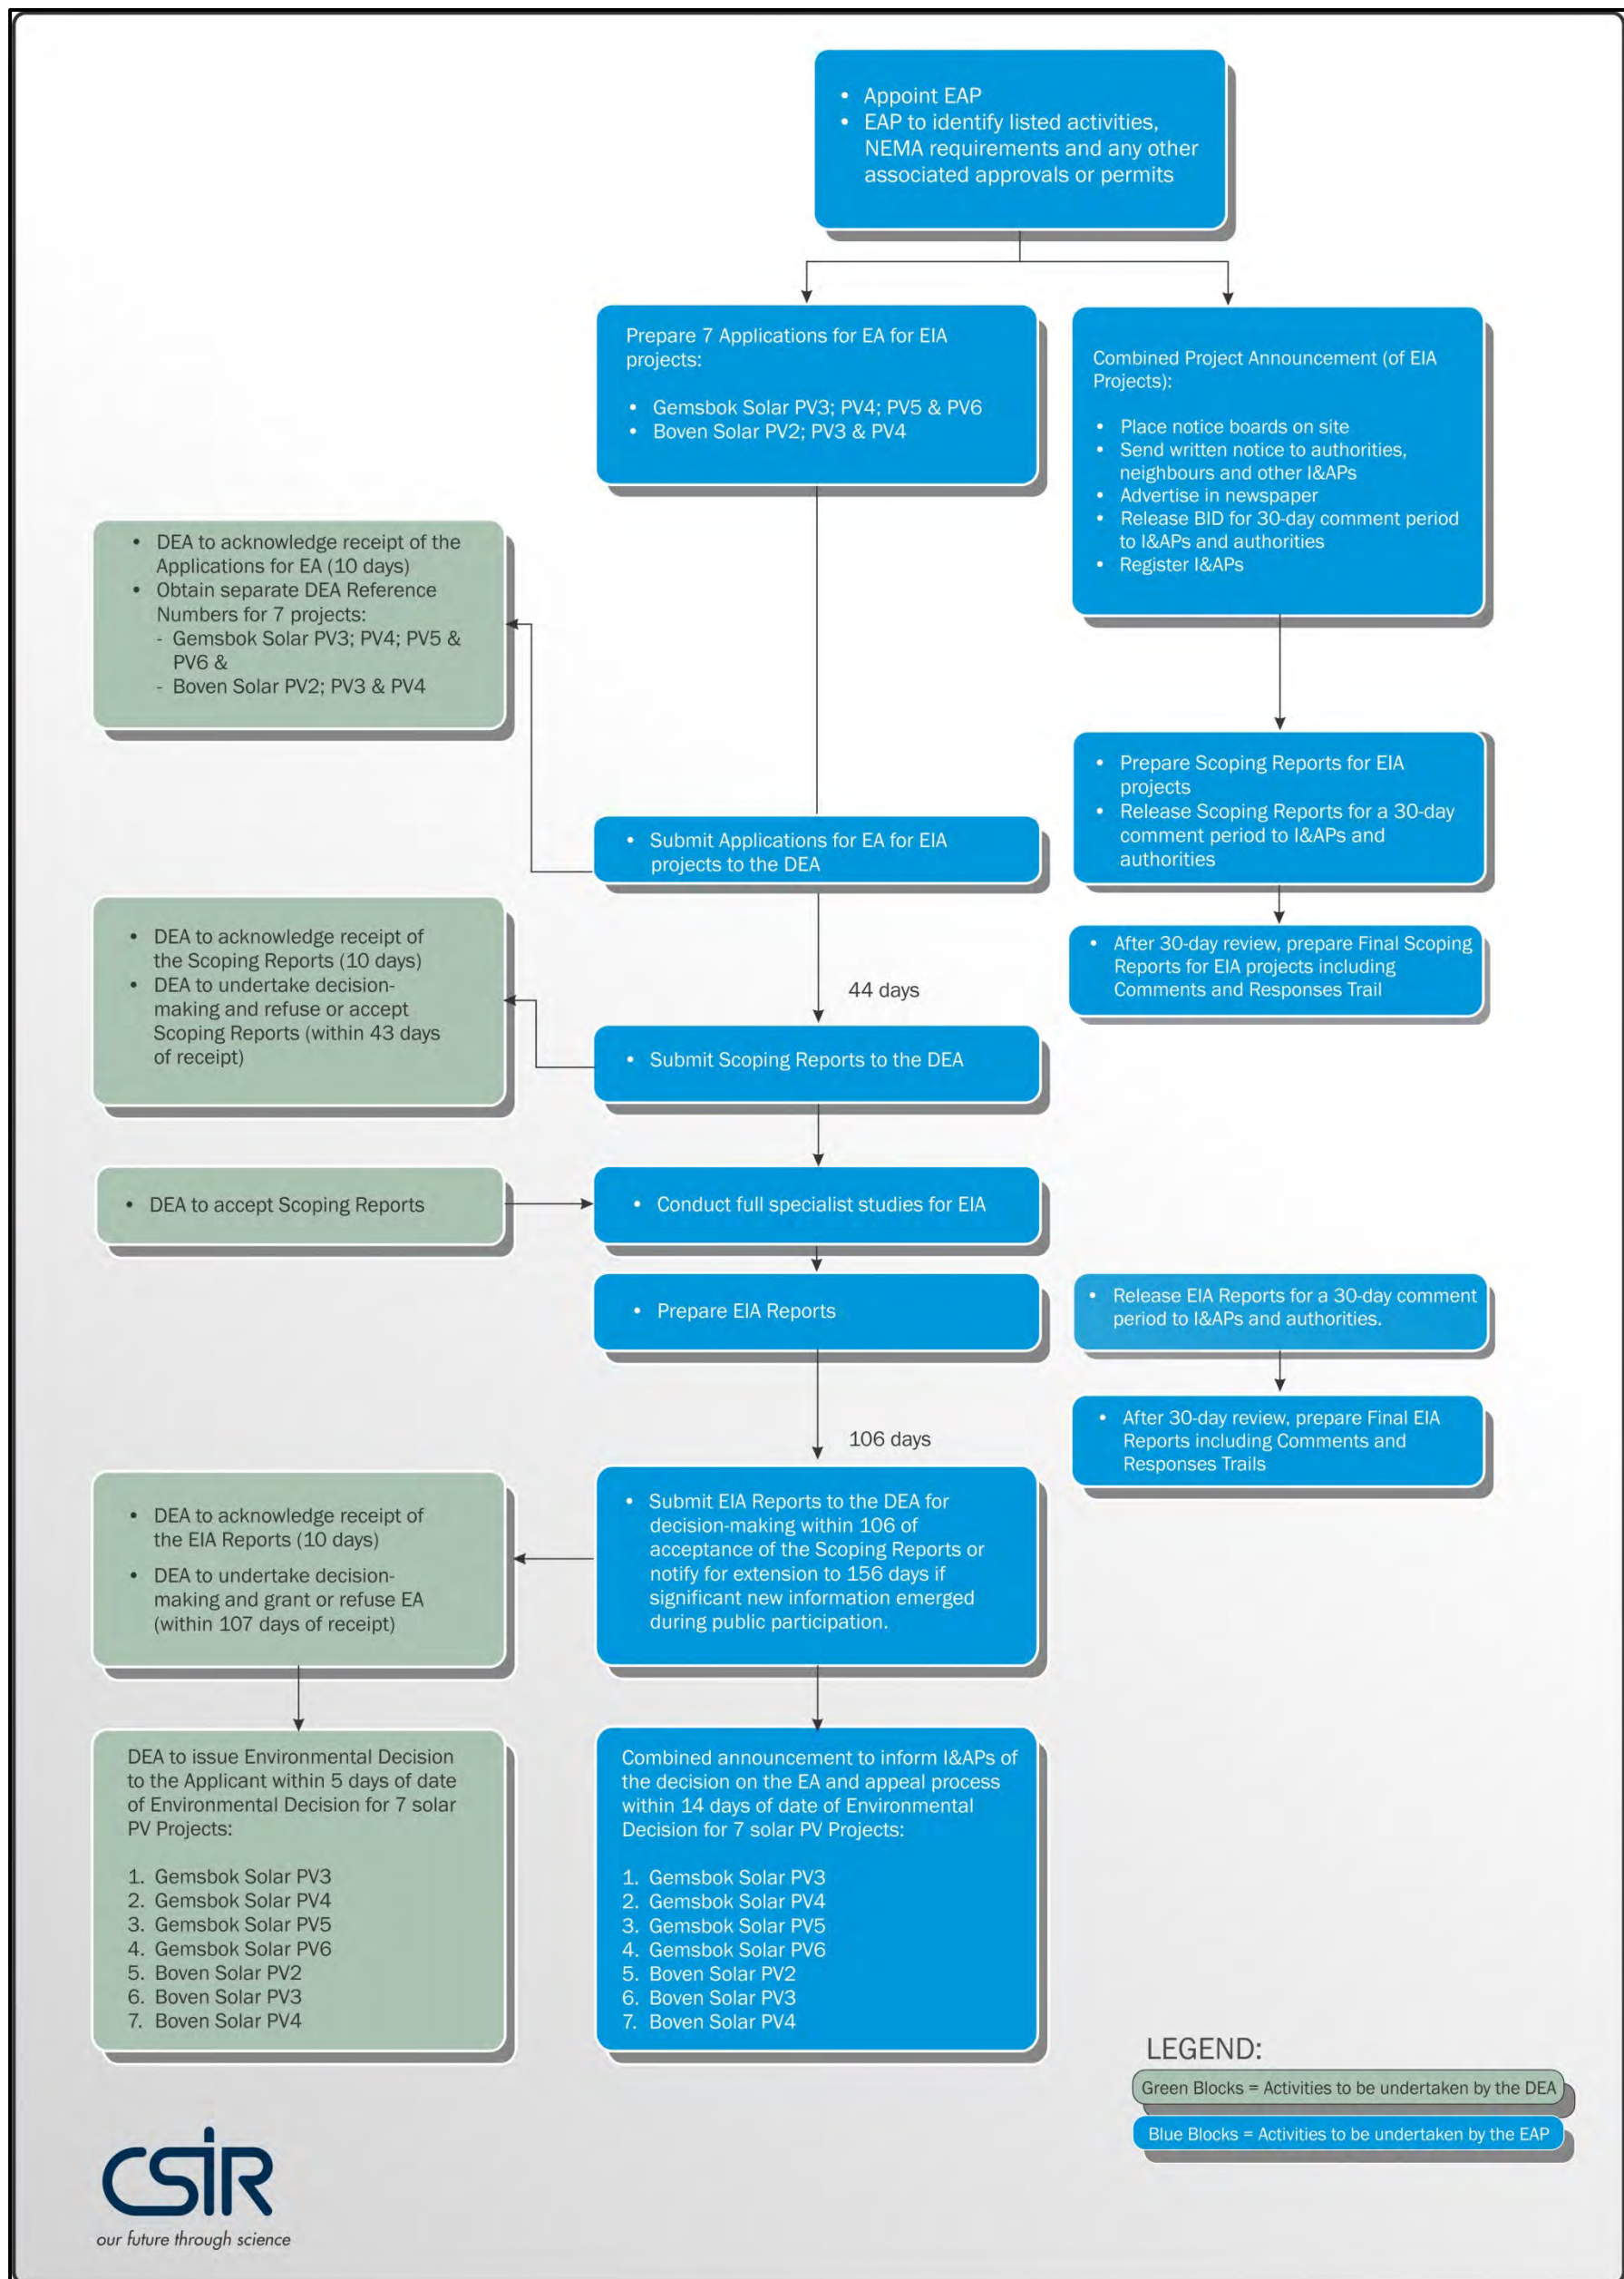 • Appoint EAP
• EAP to identify listed activities,
NEMA requirements and any other
associated approvals or permits
Prepare 7 Applications for EA for EIA
projects:
• Gemsbok Solar PV3; PV4; PV5 & PV6
• Boven Solar PV2; PV3 & PV4
Combined Project Announcement (of EIA
Projects):
• Place notice boards on site
• Send written notice to authorities,
neighbours and other I&APs
• Advertise in newspaper
• Release BID for 30-day comment period
to I&APs and authorities
• Register I&APs
• DEA to acknowledge receipt of the
Applications for EA (10 days)
• Obtain separate DEA Reference
Numbers for 7 projects:
- Gemsbok Solar PV3; PV4; PV5 &
PV6 &
- Boven Solar PV2; PV3 & PV4
• Prepare Scoping Reports for EIA
projects
• Release Scoping Reports for a 30-day
comment period to I&APs and
authorities
• Submit Applications for EA for EIA
projects to the DEA
• After 30-day review, prepare Final Scoping
Reports for EIA projects including
Comments and Responses Trail
• DEA to acknowledge receipt of
the Scoping Reports (10 days)
• DEA to undertake decision-
making and refuse or accept
Scoping Reports (within 43 days
of receipt)
44 days
• Submit Scoping Reports to the DEA
• DEA to accept Scoping Reports
• Conduct full specialist studies for EIA
• Prepare EIA Reports
• Release EIA Reports for a 30-day comment
period to I&APs and authorities.
• After 30-day review, prepare Final EIA
Reports including Comments and
Responses Trails
106 days
• DEA to acknowledge receipt of
the EIA Reports (10 days)
• DEA to undertake decision-
making and grant or refuse EA
(within 107 days of receipt)
• Submit EIA Reports to the DEA for
decision-making within 106 of
acceptance of the Scoping Reports or
notify for extension to 156 days if
significant new information emerged
during public participation.
DEA to issue Environmental Decision
to the Applicant within 5 days of date
of Environmental Decision for 7 solar
PV Projects:
1. Gemsbok Solar PV3
2. Gemsbok Solar PV4
3. Gemsbok Solar PV5
4. Gemsbok Solar PV6
5. Boven Solar PV2
6. Boven Solar PV3
7. Boven Solar PV4
Combined announcement to inform I&APs of
the decision on the EA and appeal process
within 14 days of date of Environmental
Decision for 7 solar PV Projects:
1. Gemsbok Solar PV3
2. Gemsbok Solar PV4
3. Gemsbok Solar PV5
4. Gemsbok Solar PV6
5. Boven Solar PV2
6. Boven Solar PV3
7. Boven Solar PV4
LEGEND:
Green Blocks = Activities to be undertaken by the DEA
Blue Blocks = Activities to be undertaken by the EAP
CSIR
our future through science